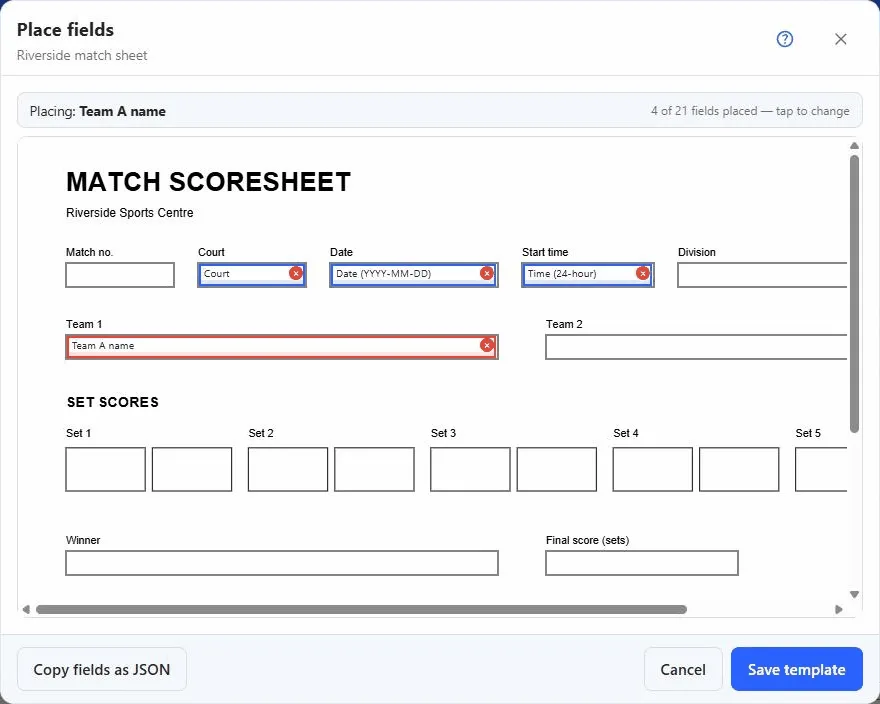 Place fields
Riverside match sheet
Placing: Team A name
4 of 21 fields placed — tap to change
MATCH SCORESHEET
Riverside Sports Centre
Match no. Court Date Start time Division
Court Date (YYYY-MM-DD) Time (24-hour)
Team 1 Team 2
Team A name
SET SCORES
Set 1 Set 2 Set 3 Set 4 Set 5
Winner Final score (sets)
Copy fields as JSON Cancel Save template